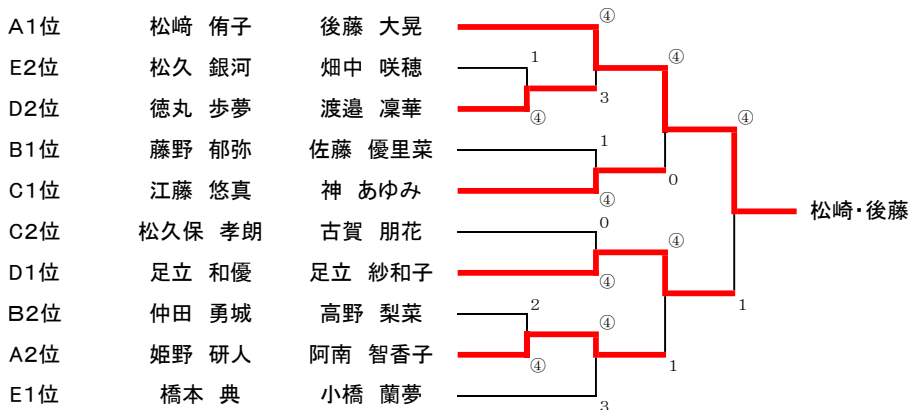 A1位 松﨑 侑子 後藤 大晃 ④
E2位 松久 銀河 畑中 咲穂 1 ④
D2位 徳丸 歩夢 渡邉 凜華 ④ 3 ④
B1位 藤野 郁弥 佐藤 優里菜 1
C1位 江藤 悠真 神 あゆみ ④ 0
松崎・後藤
C2位 松久保 孝朗 古賀 朋花 0 ④
D1位 足立 和優 足立 紗和子 ④
B2位 仲田 勇城 高野 梨菜 2 ④ 1
A2位 姫野 研人 阿南 智香子 ④ 1
E1位 橋本 典 小橋 蘭夢 3